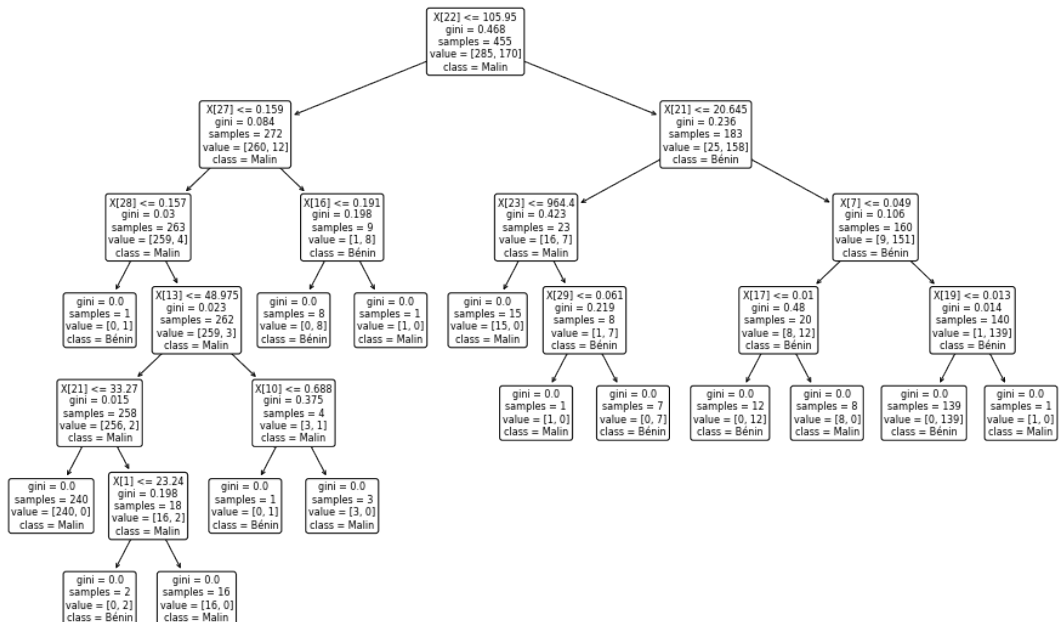 X[22] <= 105.95
gini = 0.468
samples = 455
value = [285, 170]
class = Malin
X[27] <= 0.159
gini = 0.084
samples = 272
value = [260, 12]
class = Malin
X[21] <= 20.645
gini = 0.236
samples = 183
value = [25, 158]
class = Bénin
X[28] <= 0.157
gini = 0.03
samples = 263
value = [259, 4]
class = Malin
X[16] <= 0.191
gini = 0.198
samples = 9
value = [1, 8]
class = Bénin
X[23] <= 964.4
gini = 0.423
samples = 23
value = [16, 7]
class = Malin
X[7] <= 0.049
gini = 0.106
samples = 160
value = [9, 151]
class = Bénin
gini = 0.0
samples = 1
value = [0, 1]
class = Bénin
X[13] <= 48.975
gini = 0.023
samples = 262
value = [259, 3]
class = Malin
gini = 0.0
samples = 8
value = [0, 8]
class = Bénin
gini = 0.0
samples = 1
value = [1, 0]
class = Malin
gini = 0.0
samples = 15
value = [15, 0]
class = Malin
X[29] <= 0.061
gini = 0.219
samples = 8
value = [1, 7]
class = Bénin
X[17] <= 0.01
gini = 0.48
samples = 20
value = [8, 12]
class = Bénin
X[19] <= 0.013
gini = 0.014
samples = 140
value = [1, 139]
class = Bénin
X[21] <= 33.27
gini = 0.015
samples = 258
value = [256, 2]
class = Malin
X[10] <= 0.688
gini = 0.375
samples = 4
value = [3, 1]
class = Malin
gini = 0.0
samples = 1
value = [1, 0]
class = Malin
gini = 0.0
samples = 7
value = [0, 7]
class = Bénin
gini = 0.0
samples = 12
value = [0, 12]
class = Bénin
gini = 0.0
samples = 8
value = [8, 0]
class = Malin
gini = 0.0
samples = 139
value = [0, 139]
class = Bénin
gini = 0.0
samples = 1
value = [1, 0]
class = Malin
gini = 0.0
samples = 240
value = [240, 0]
class = Malin
X[1] <= 23.24
gini = 0.198
samples = 18
value = [16, 2]
class = Malin
gini = 0.0
samples = 1
value = [0, 1]
class = Bénin
gini = 0.0
samples = 3
value = [3, 0]
class = Malin
gini = 0.0
samples = 2
value = [0, 2]
class = Bénin
gini = 0.0
samples = 16
value = [16, 0]
class = Malin